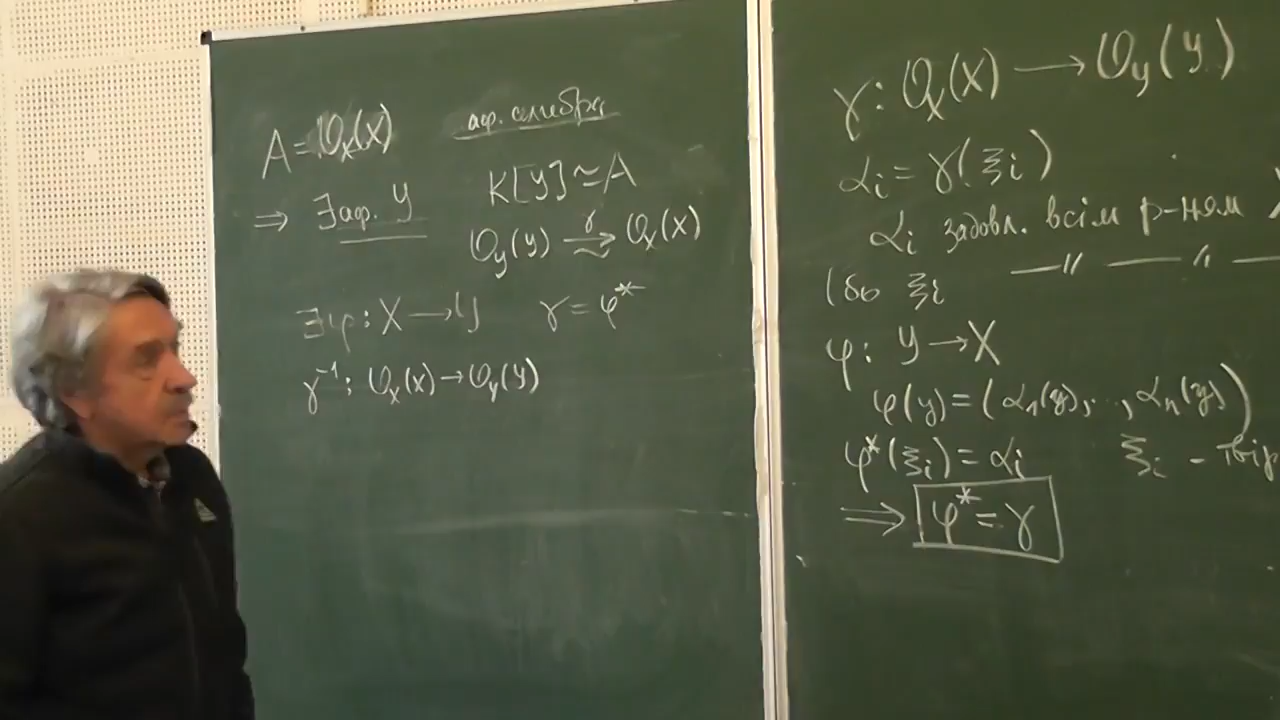 A = O_X(X) аф. алгебра
⇒ ∃ аф. Y K[Y] ≃ A
O_Y(Y) →^γ_~ O_X(X)
∃φ: X → Y γ = φ*
γ⁻¹: O_X(X) → O_Y(Y)
γ: O_X(X) → O_Y(Y)
α_i = γ(ξ_i)
α_i задовл. всім р-ням
(бо ξ_i —〃—〃—
φ: Y → X
φ(y) = (α_1(y), ..., α_n(y))
φ*(ξ_i) = α_i ξ_i - твір
⇒ φ* = γ